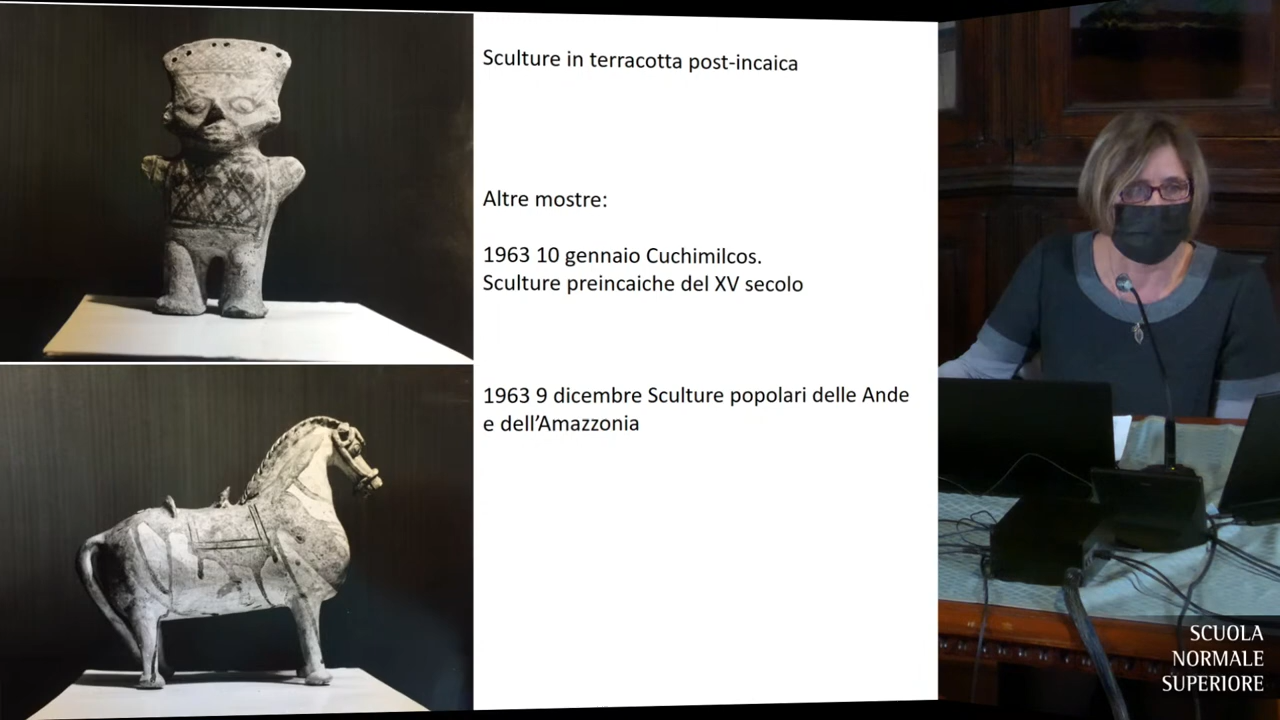 Sculture in terracotta post-incaica
Altre mostre:
1963 10 gennaio Cuchimilcos.
Sculture preincaiche del XV secolo
1963 9 dicembre Sculture popolari delle Ande
e dell’Amazzonia
SCUOLA
NORMALE
SUPERIORE